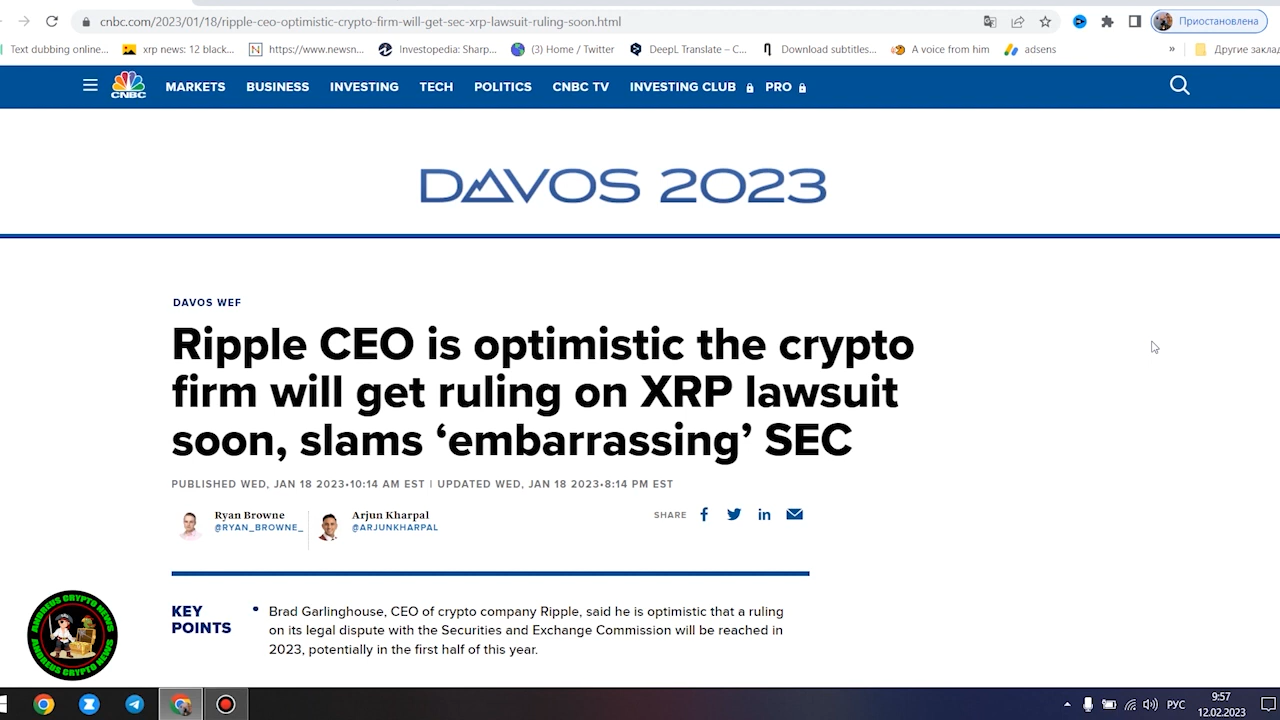 cnbc.com/2023/01/18/ripple-ceo-optimistic-crypto-firm-will-get-sec-xrp-lawsuit-ruling-soon.html
Приостановлена
Text dubbing online...
xrp news: 12 black...
https://www.newsn...
Investopedia: Sharp...
(3) Home / Twitter
DeepL Translate – C...
Download subtitles...
A voice from him
adsens
»
Другие заклад
CNBC
MARKETS
BUSINESS
INVESTING
TECH
POLITICS
CNBC TV
INVESTING CLUB
PRO
DAVOS 2023
DAVOS WEF
Ripple CEO is optimistic the crypto
firm will get ruling on XRP lawsuit
soon, slams ‘embarrassing’ SEC
PUBLISHED WED, JAN 18 2023•10:14 AM EST | UPDATED WED, JAN 18 2023•8:14 PM EST
Ryan Browne
@RYAN_BROWNE_
Arjun Kharpal
@ARJUNKHARPAL
SHARE
KEY
POINTS
• Brad Garlinghouse, CEO of crypto company Ripple, said he is optimistic that a ruling
on its legal dispute with the Securities and Exchange Commission will be reached in
2023, potentially in the first half of this year.
ANDREUS CRYPTO NEWS
ANDREUS CRYPTO NEWS
РУС
9:57
12.02.2023